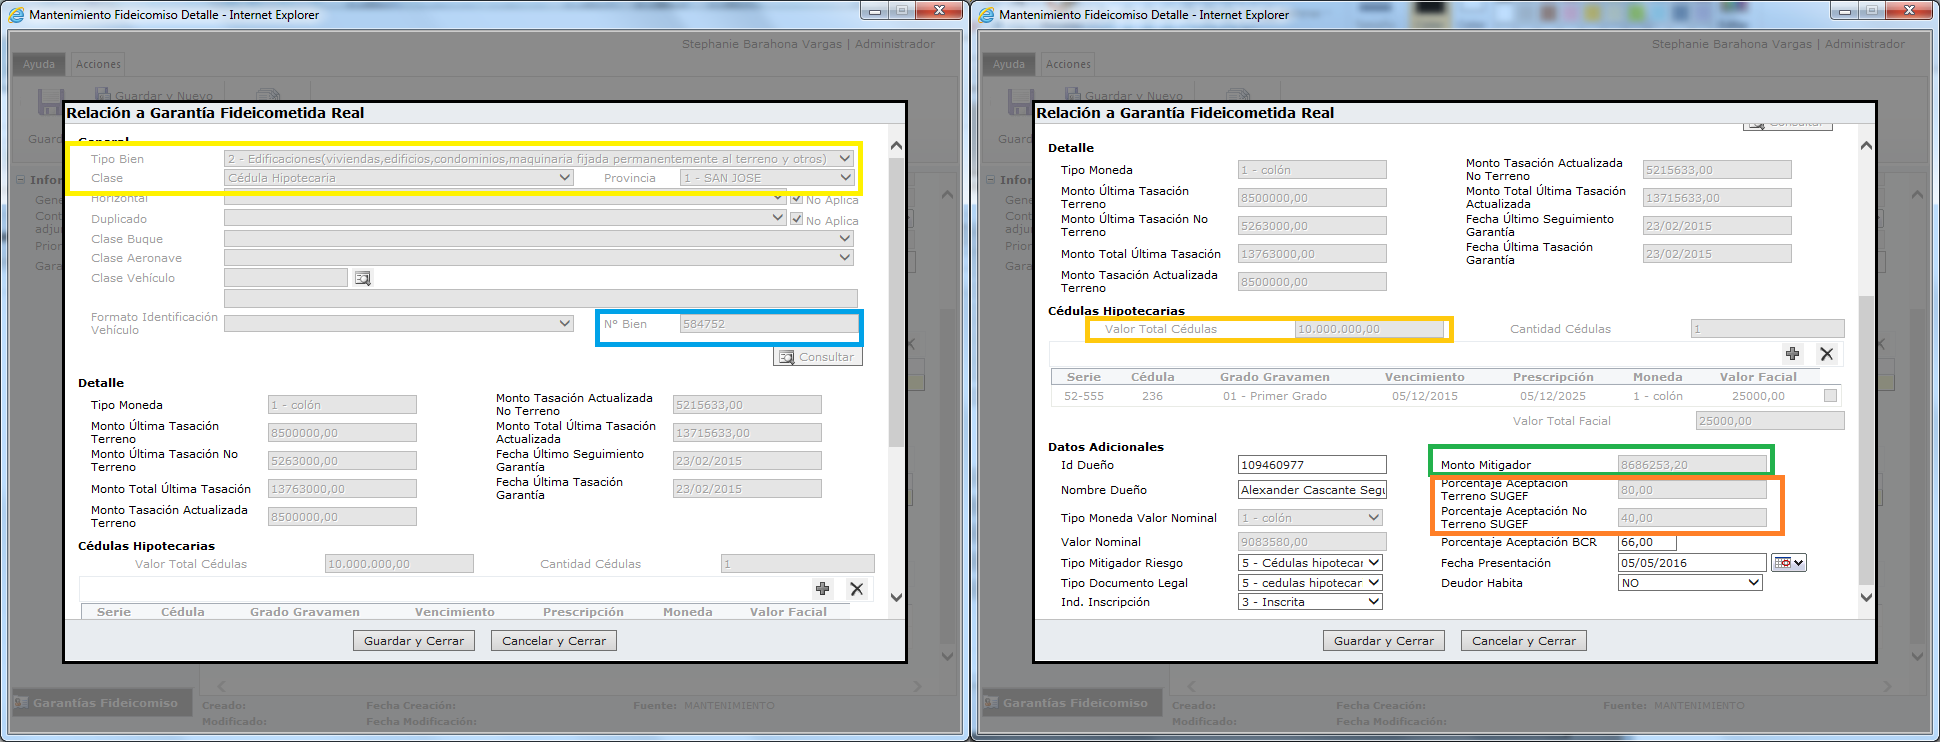 Mantenimiento Fideicomiso Detalle - Internet Explorer
Stephanie Barahona Vargas | Administrador
Ayuda Acciones
Guardar y Nuevo
Relación a Garantía Fideicometida Real
General
Tipo Bien 2 - Edificaciones(viviendas,edificios,condominios,maquinaria fijada permanentemente al terreno y otros)
Clase Cédula Hipotecaria Provincia 1 - SAN JOSE
Horizontal No Aplica
Duplicado No Aplica
Clase Buque
Clase Aeronave
Clase Vehículo
Formato Identificación
Vehículo
N° Bien 584752
Consultar
Detalle
Tipo Moneda 1 - colón
Monto Tasación Actualizada
No Terreno 5215633,00
Monto Última Tasación
Terreno 8500000,00
Monto Total Última Tasación
Actualizada 13715633,00
Monto Última Tasación No
Terreno 5263000,00
Fecha Último Seguimiento
Garantía 23/02/2015
Monto Total Última Tasación 13763000,00
Fecha Última Tasación
Garantía 23/02/2015
Monto Tasación Actualizada
Terreno 8500000,00
Cédulas Hipotecarias
Valor Total Cédulas 10.000.000,00 Cantidad Cédulas 1
Serie Cédula Grado Gravamen Vencimiento Prescripción Moneda Valor Facial
Guardar y Cerrar Cancelar y Cerrar
Garantías Fideicomiso
Creado: Fecha Creación: Fuente: MANTENIMIENTO
Modificado: Fecha Modificación:
Mantenimiento Fideicomiso Detalle - Internet Explorer
Stephanie Barahona Vargas | Administrador
Ayuda Acciones
Guardar y Nuevo
Relación a Garantía Fideicometida Real
Consultar
Detalle
Tipo Moneda 1 - colón
Monto Tasación Actualizada
No Terreno 5215633,00
Monto Última Tasación
Terreno 8500000,00
Monto Total Última Tasación
Actualizada 13715633,00
Monto Última Tasación No
Terreno 5263000,00
Fecha Último Seguimiento
Garantía 23/02/2015
Monto Total Última Tasación 13763000,00
Fecha Última Tasación
Garantía 23/02/2015
Monto Tasación Actualizada
Terreno 8500000,00
Cédulas Hipotecarias
Valor Total Cédulas 10.000.000,00 Cantidad Cédulas 1
Serie Cédula Grado Gravamen Vencimiento Prescripción Moneda Valor Facial
52-555 236 01 - Primer Grado 05/12/2015 05/12/2025 1 - colón 25000,00
Valor Total Facial 25000,00
Datos Adicionales
Id Dueño 109460977 Monto Mitigador 8686253,20
Nombre Dueño Alexander Cascante Segu
Porcentaje Aceptación
Terreno SUGEF 80,00
Tipo Moneda Valor Nominal 1 - colón
Porcentaje Aceptación No
Terreno SUGEF 40,00
Valor Nominal 9083580,00 Porcentaje Aceptación BCR 66,00
Tipo Mitigador Riesgo 5 - Cédulas hipotecar Fecha Presentación 05/05/2016
Tipo Documento Legal 5 - cedulas hipotecar Deudor Habita NO
Ind. Inscripción 3 - Inscrita
Guardar y Cerrar Cancelar y Cerrar
Garantías Fideicomiso
Creado: Fecha Creación: Fuente: MANTENIMIENTO
Modificado: Fecha Modificación: